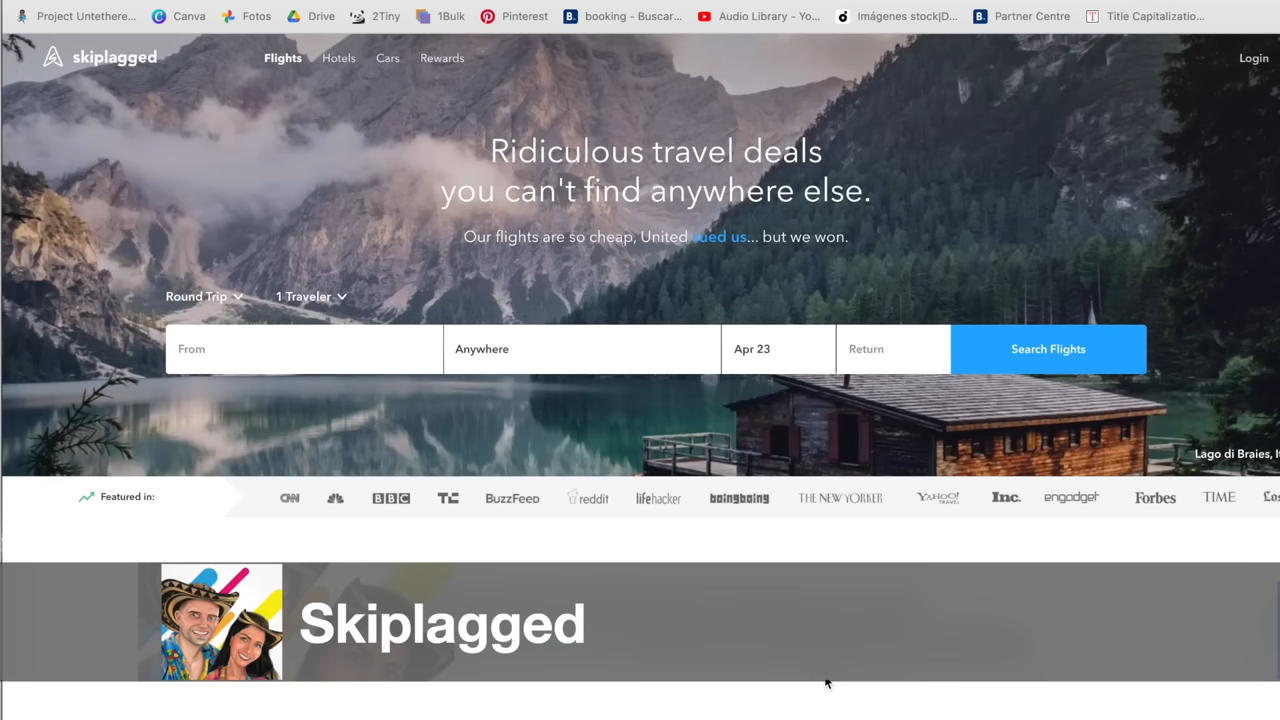 Project Untethere... Canva Fotos Drive 2Tiny 1Bulk Pinterest booking - Buscar... Audio Library - Yo... Imágenes stock|D... Partner Centre Title Capitalizatio...
skiplagged Flights Hotels Cars Rewards Login
Ridiculous travel deals
you can't find anywhere else.
Our flights are so cheap, United sued us... but we won.
Round Trip 1 Traveler
From Anywhere Apr 23 Return Search Flights
Lago di Braies,
Featured in: CNN BBC TC BuzzFeed reddit lifehacker boingboing THE NEW YORKER YAHOO! TRAVEL Inc. engadget Forbes TIME Los
Skiplagged